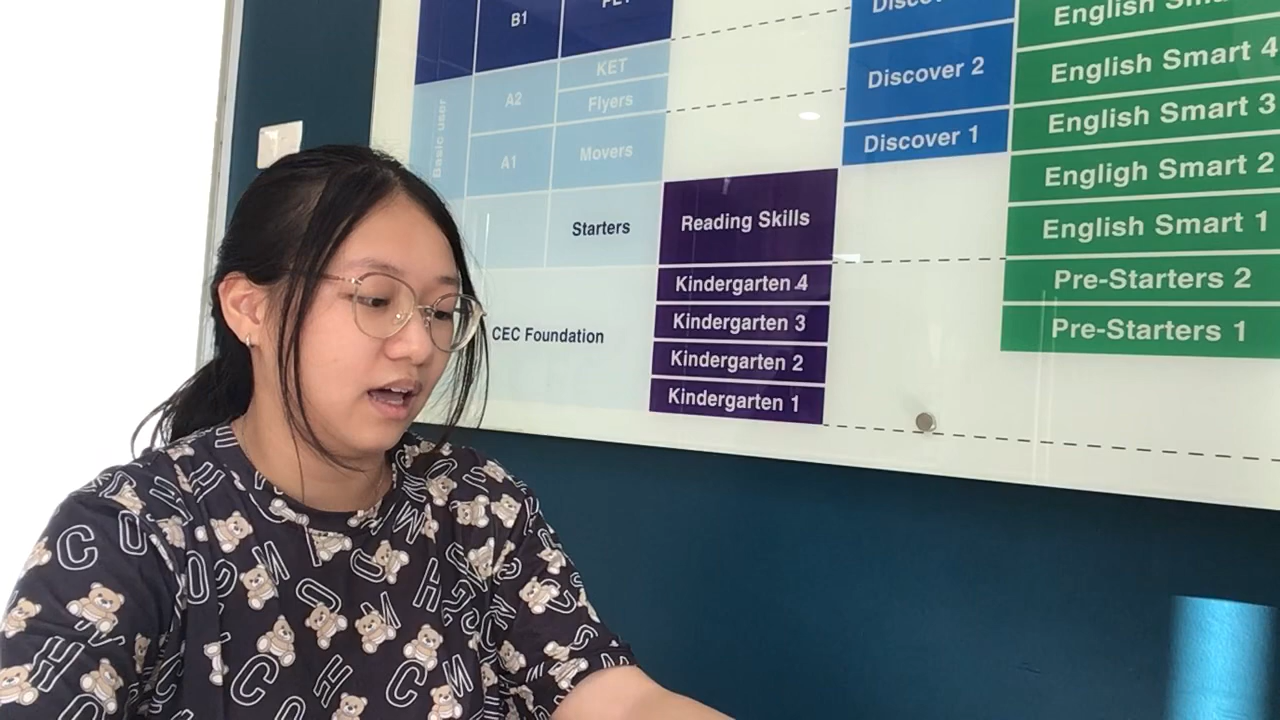 B1
KET
Flyers
A2
Basic user
A1
Movers
Starters
CEC Foundation
Reading Skills
Kindergarten 4
Kindergarten 3
Kindergarten 2
Kindergarten 1
Discover 2
Discover 1
English
English Smart 4
English Smart 3
Engligh Smart 2
English Smart 1
Pre-Starters 2
Pre-Starters 1